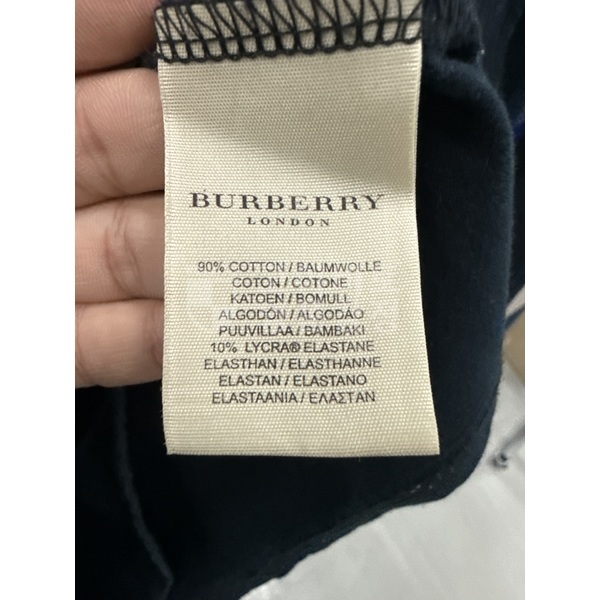 BURBERRY
LONDON
90% COTTON / BAUMWOLLE
COTON / COTONE
KATOEN / BOMULL
ALGODÓN / ALGODÁO
PUUVILLAA / BAMBAKI
10% LYCRA® ELASTANE
ELASTHAN / ELASTHANNE
ELASTAN / ELASTANO
ELASTAANIA / ΕΛΑΣΤΑΝ